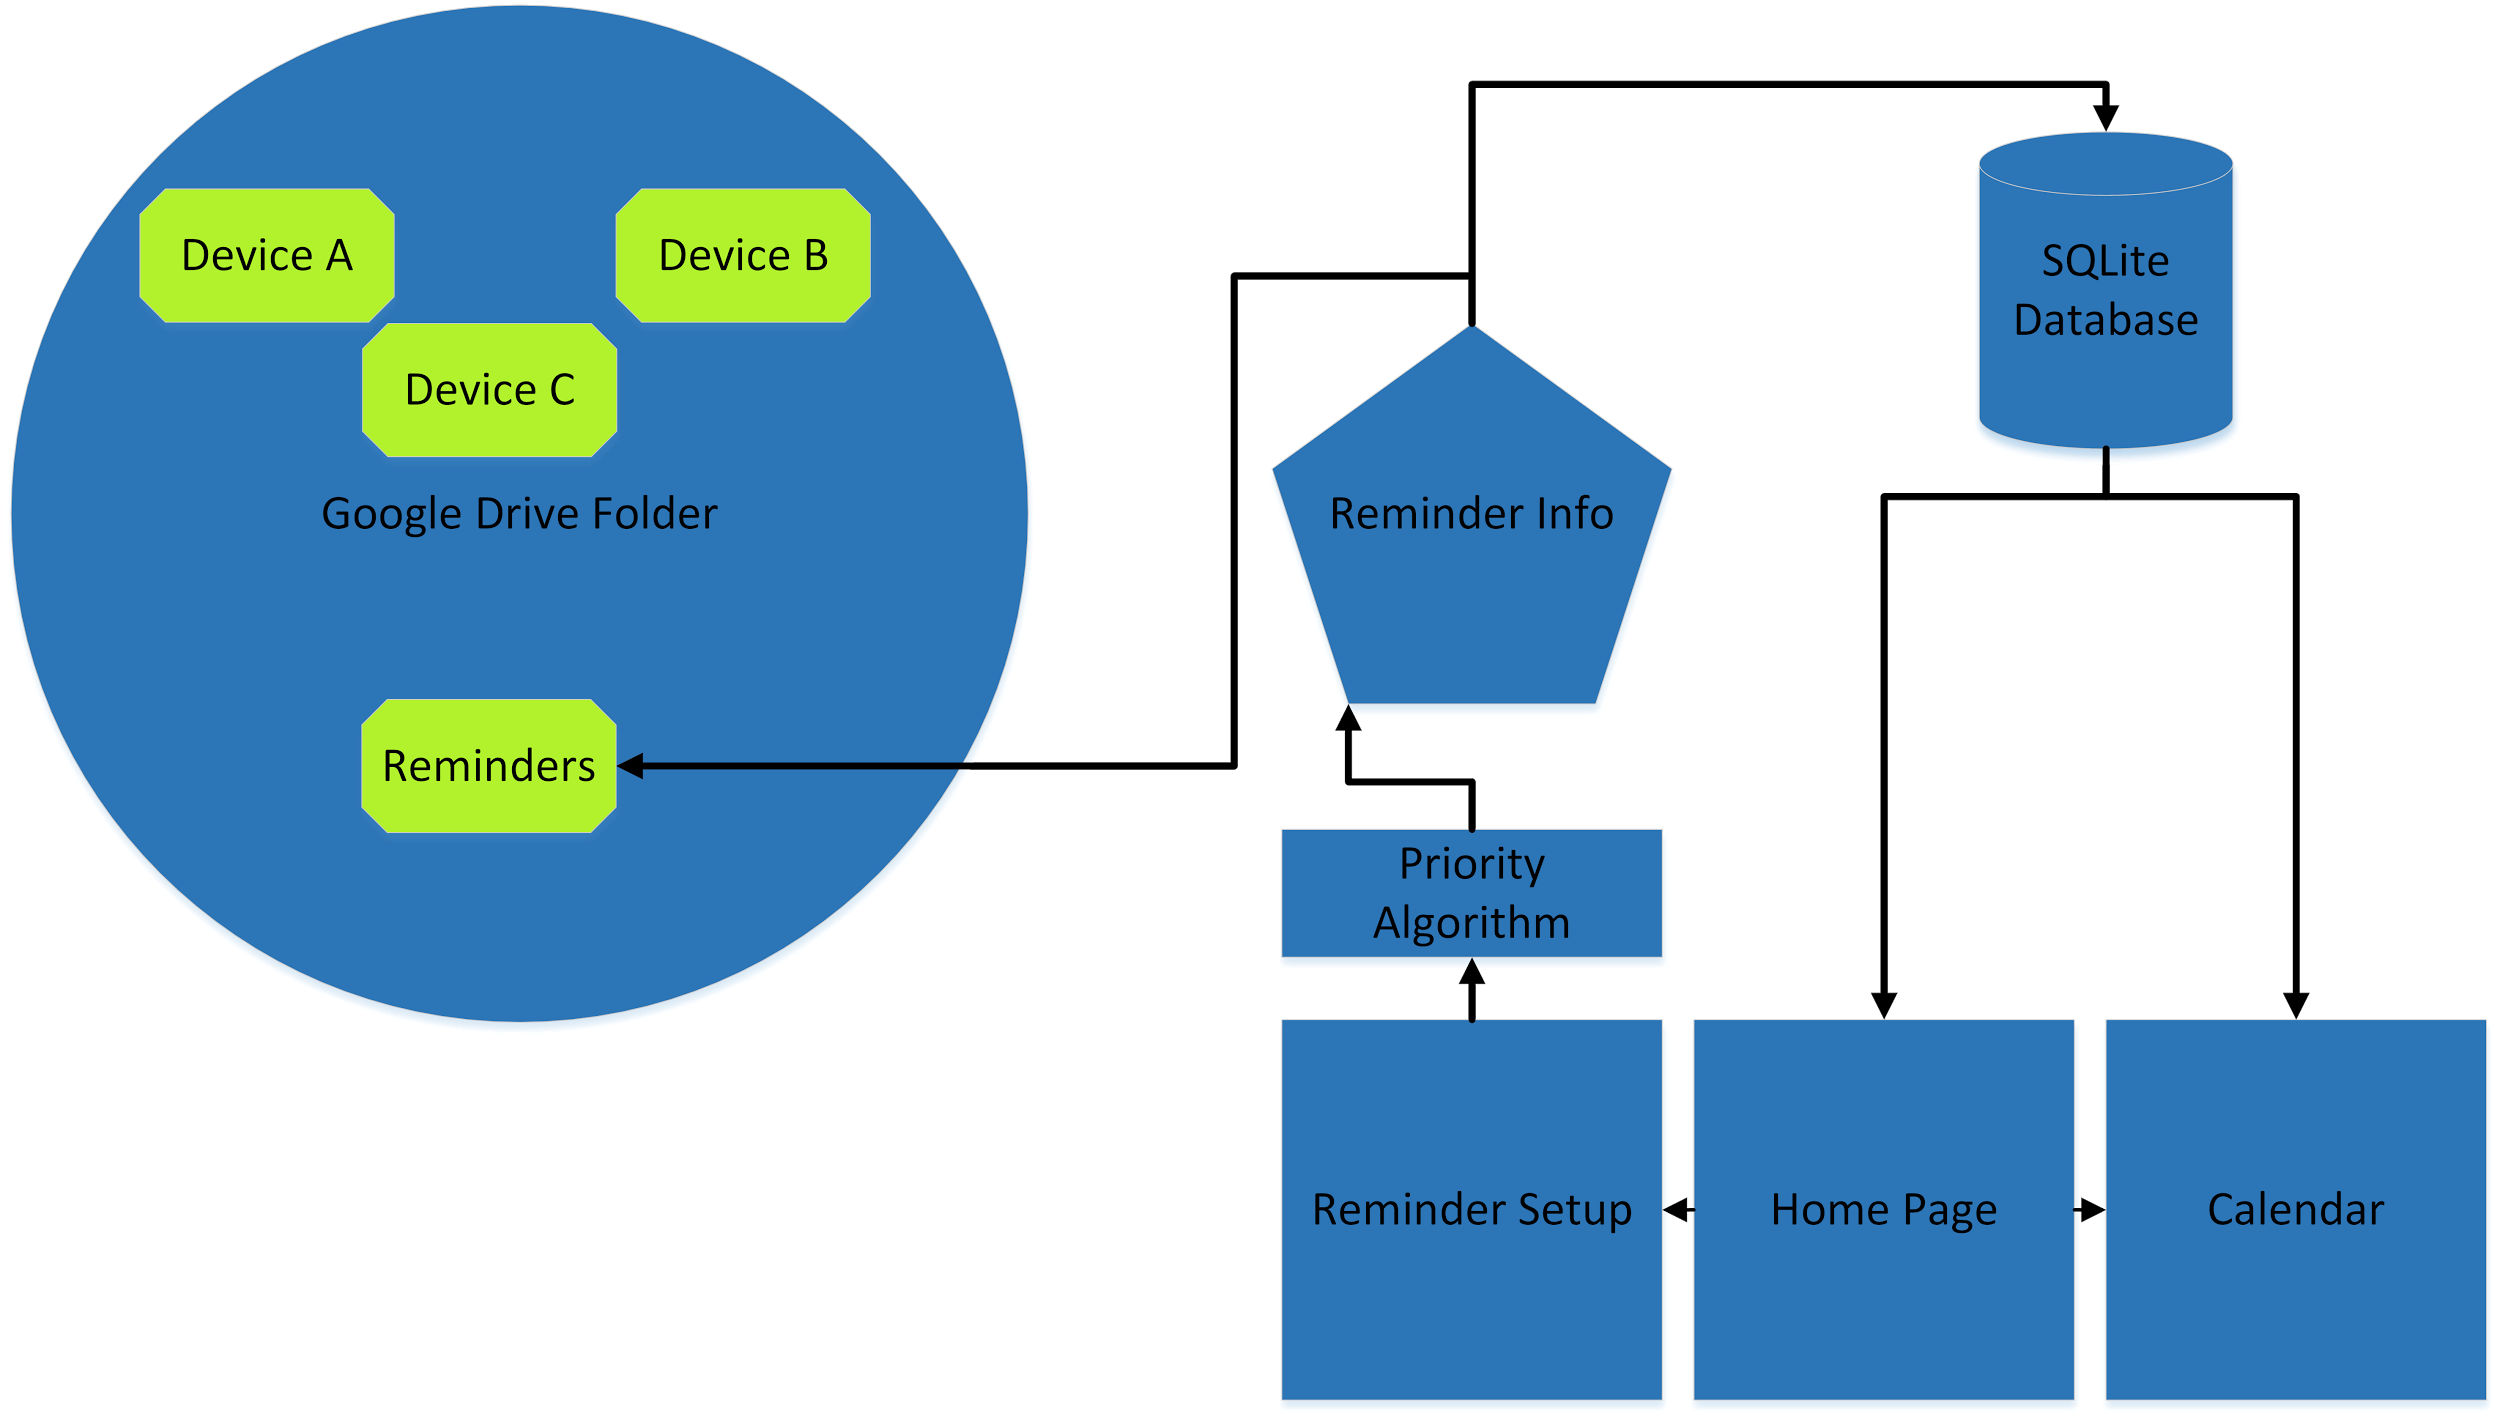 Device A
Device B
Device C
Google Drive Folder
Reminders
Reminder Info
SQLite
Database
Priority
Algorithm
Reminder Setup
Home Page
Calendar